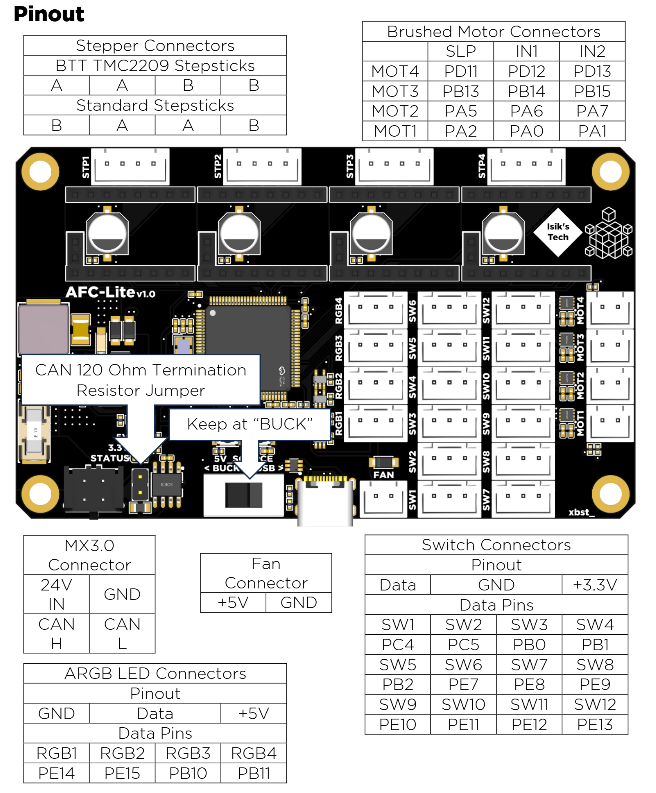 Pinout
Stepper Connectors
BTT TMC2209 Stepsticks
A A B B
Standard Stepsticks
B A A B
Brushed Motor Connectors
SLP IN1 IN2
MOT4 PD11 PD12 PD13
MOT3 PB13 PB14 PB15
MOT2 PA5 PA6 PA7
MOT1 PA2 PA0 PA1
STP1
STP2
STP3
STP4
Isik's
Tech
AFC-Lite v1.0
RGB4
SW6
SW12
MOT4
RGB3
SW5
SW11
MOT3
RGB2
SW4
SW10
MOT2
RGB1
SW3
SW9
MOT1
CAN 120 Ohm Termination
Resistor Jumper
Keep at "BUCK"
3.3
STATUS
5V
< BUCK
USB >
SW2
SW8
FAN
SW1
SW7
xbst_
MX3.0
Connector
24V
IN
GND
CAN
H
CAN
L
Fan
Connector
+5V GND
Switch Connectors
Pinout
Data GND +3.3V
Data Pins
SW1 SW2 SW3 SW4
PC4 PC5 PB0 PB1
SW5 SW6 SW7 SW8
PB2 PE7 PE8 PE9
SW9 SW10 SW11 SW12
PE10 PE11 PE12 PE13
ARGB LED Connectors
Pinout
GND Data +5V
Data Pins
RGB1 RGB2 RGB3 RGB4
PE14 PE15 PB10 PB11